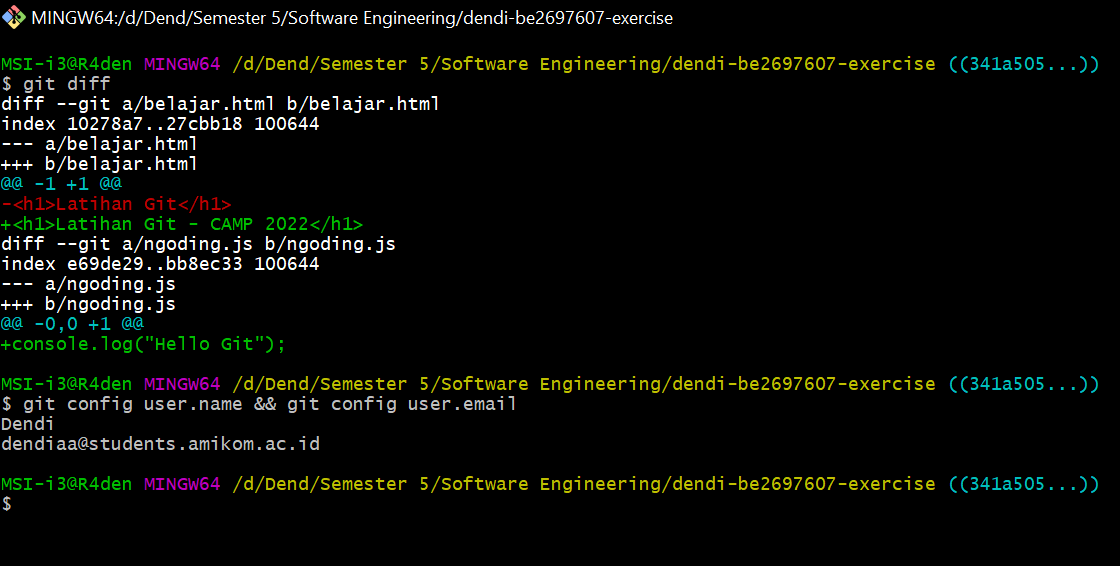 MINGW64:/d/Dend/Semester 5/Software Engineering/dendi-be2697607-exercise
MSI-i3@R4den MINGW64 /d/Dend/Semester 5/Software Engineering/dendi-be2697607-exercise ((341a505...))
$ git diff
diff --git a/belajar.html b/belajar.html
index 10278a7..27cbb18 100644
--- a/belajar.html
+++ b/belajar.html
@@ -1 +1 @@
-<h1>Latihan Git</h1>
+<h1>Latihan Git - CAMP 2022</h1>
diff --git a/ngoding.js b/ngoding.js
index e69de29..bb8ec33 100644
--- a/ngoding.js
+++ b/ngoding.js
@@ -0,0 +1 @@
+console.log("Hello Git");
MSI-i3@R4den MINGW64 /d/Dend/Semester 5/Software Engineering/dendi-be2697607-exercise ((341a505...))
$ git config user.name && git config user.email
Dendi
dendiaa@students.amikom.ac.id
MSI-i3@R4den MINGW64 /d/Dend/Semester 5/Software Engineering/dendi-be2697607-exercise ((341a505...))
$